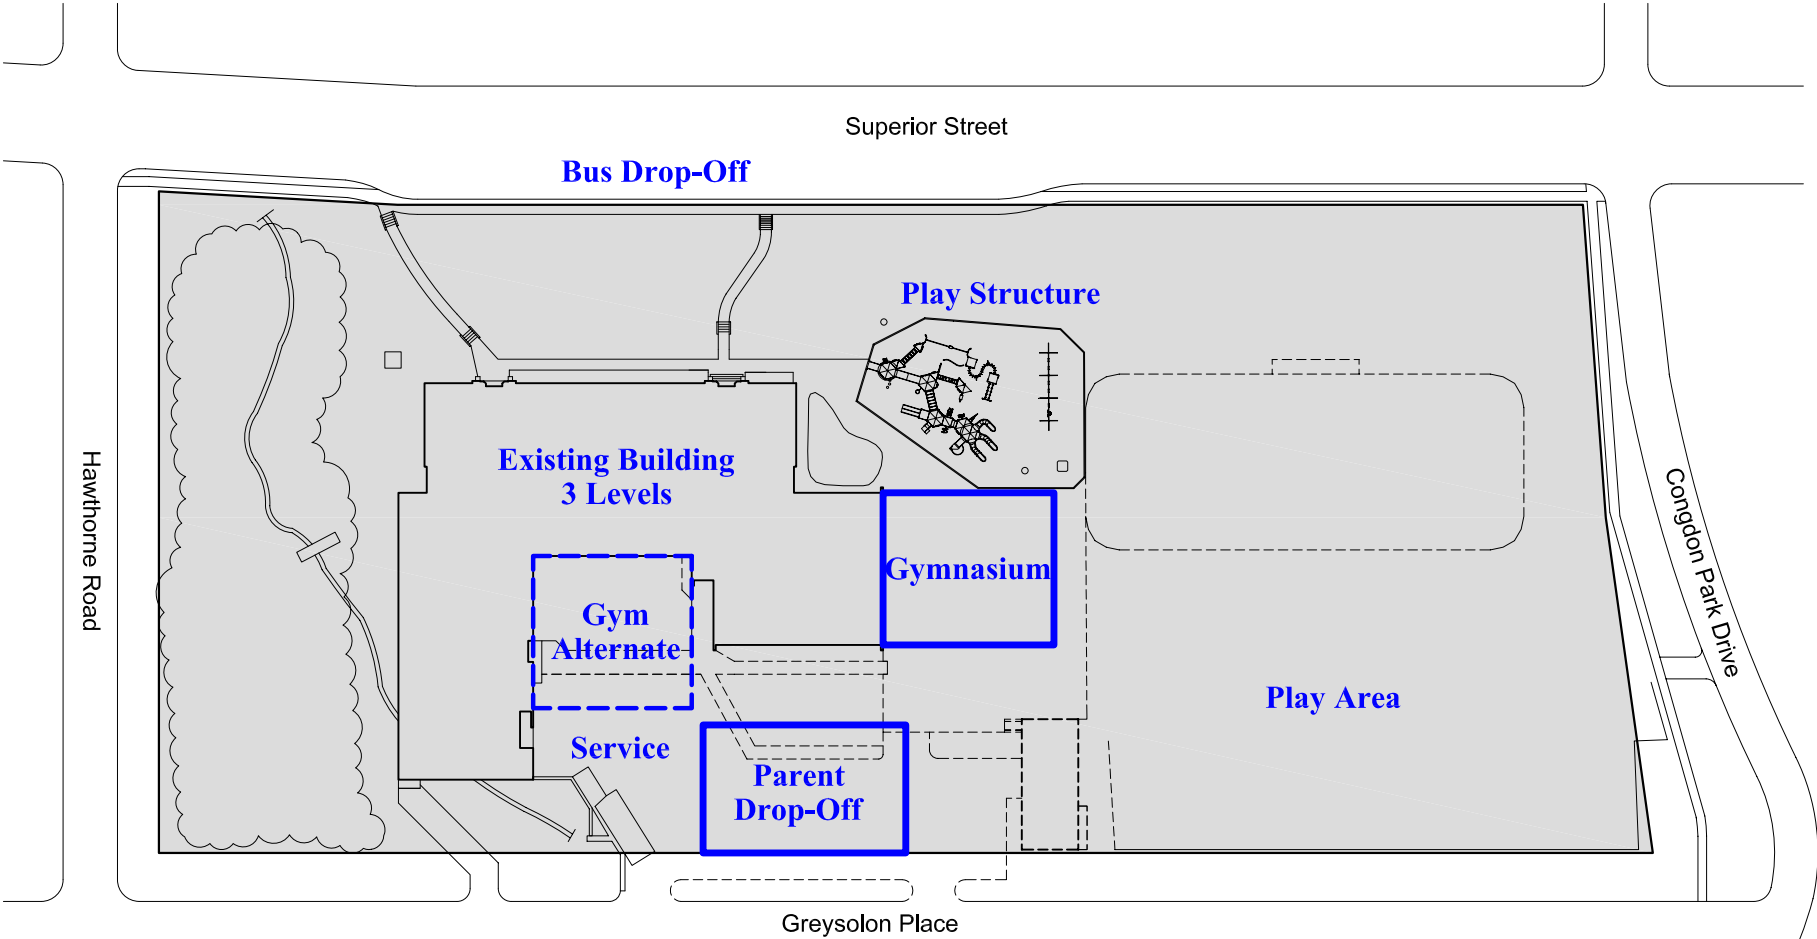 Superior Street
Bus Drop-Off
Play Structure
Existing Building
3 Levels
Hawthorne Road
Congdon Park Drive
Gymnasium
Gym
Alternate
Play Area
Service
Parent
Drop-Off
Greysolon Place